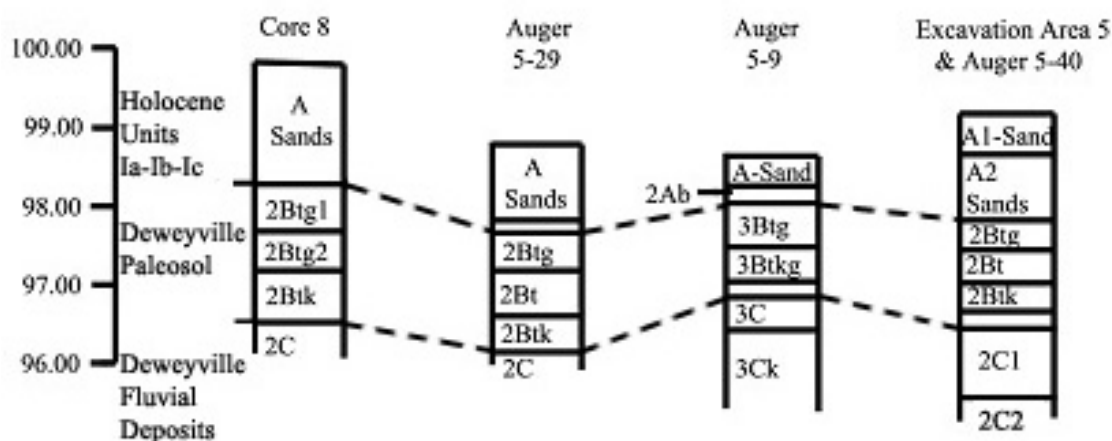 Core 8
Auger
5-29
Auger
5-9
Excavation Area 5
& Auger 5-40
100.00
99.00
98.00
97.00
96.00
Holocene
Units
Ia-Ib-Ic
Deweyville
Paleosol
Deweyville
Fluvial
Deposits
A
Sands
2Btg1
2Btg2
2Btk
2C
A
Sands
2Btg
2Bt
2Btk
2C
2Ab
A-Sand
3Btg
3Btkg
3C
3Ck
A1-Sand
A2
Sands
2Btg
2Bt
2Btk
2C1
2C2